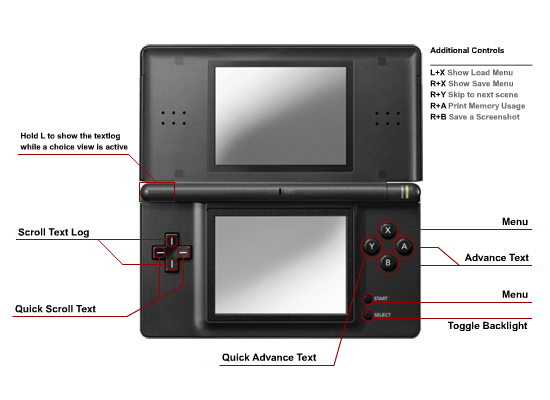 Additional Controls
L+X Show Load Menu
R+X Show Save Menu
R+Y Skip to next scene
R+A Print Memory Usage
R+B Save a Screenshot
Hold L to show the textlog
while a choice view is active
Scroll Text Log
Quick Scroll Text
X
Y
A
B
START
SELECT
Menu
Advance Text
Menu
Toggle Backlight
Quick Advance Text